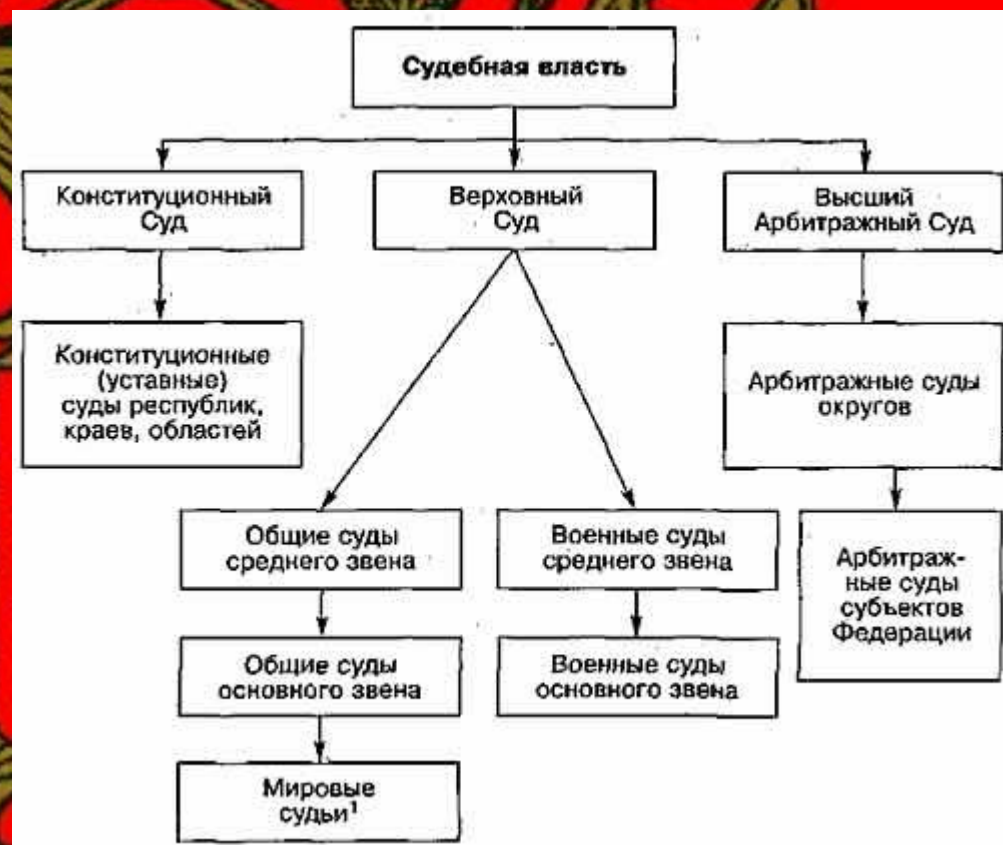 Судебная власть
Конституционный
Суд
Верховный
Суд
Высший
Арбитражный Суд
Конституционные
(уставные)
суды республик,
краев, областей
Арбитражные суды
округов
Общие суды
среднего звена
Военные суды
среднего звена
Арбитраж-
ные суды
субъектов
Федерации
Общие суды
основного звена
Военные суды
основного звена
Мировые
судьи¹